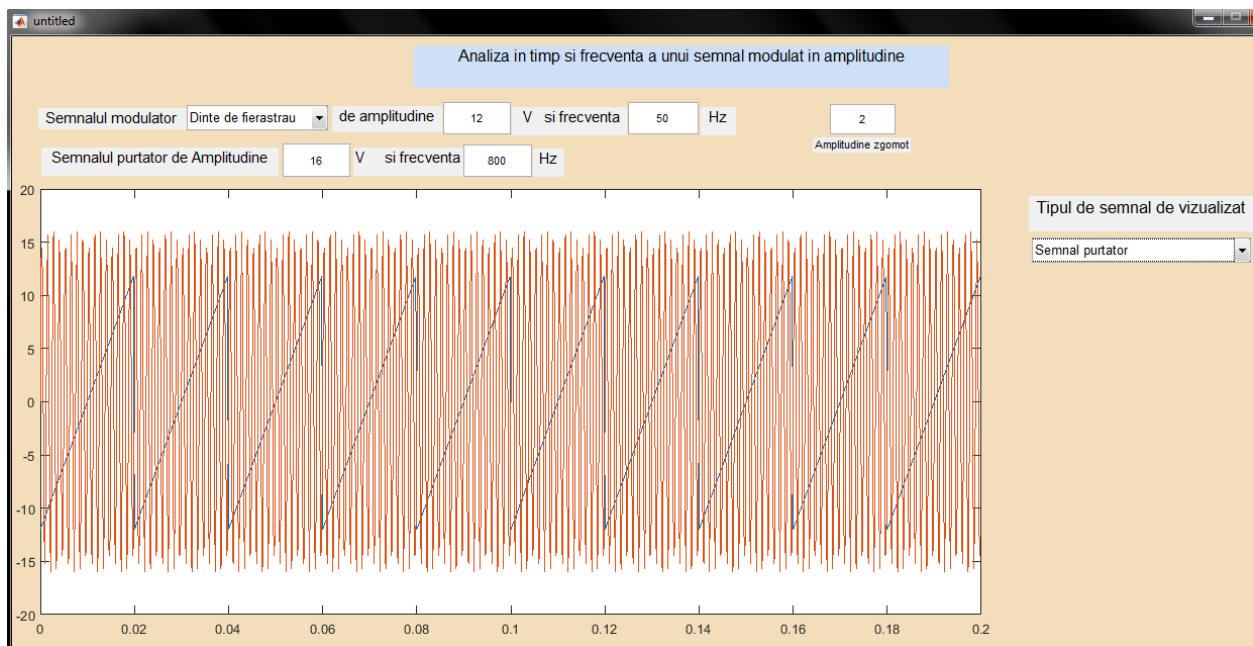 untitled
Analiza in timp si frecventa a unui semnal modulat in amplitudine
Semnalul modulator Dinte de fierastrau de amplitudine 12 V si frecventa 50 Hz 2
Amplitudine zgomot
Semnalul purtator de Amplitudine 16 V si frecventa 800 Hz
Tipul de semnal de vizualizat
Semnal purtator
20
15
10
5
0
-5
-10
-15
-20
0 0.02 0.04 0.06 0.08 0.1 0.12 0.14 0.16 0.18 0.2